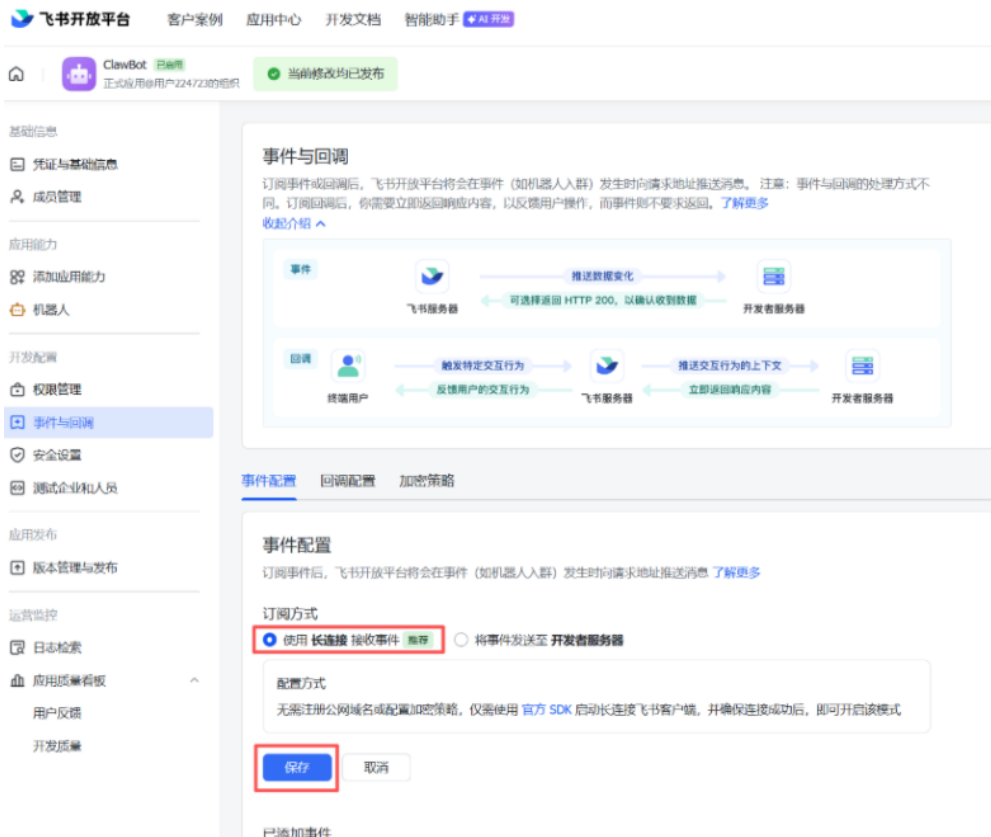 飞书开放平台 客户案例 应用中心 开发文档 智能助手 AI 开发
ClawBot 已启用
正式应用@用户224723的组织
当前修改均已发布
基础信息
凭证与基础信息
成员管理
应用能力
添加应用能力
机器人
开发配置
权限管理
事件与回调
安全设置
测试企业和人员
应用发布
版本管理与发布
运营监控
日志检索
应用质量看板
用户反馈
开发质量
事件与回调
订阅事件或回调后，飞书开放平台将会在事件（如机器人入群）发生时向请求地址推送消息。 注意：事件与回调的处理方式不
同。订阅回调后，你需要立即返回响应内容，以反馈用户操作，而事件则不要求返回。了解更多
收起介绍
事件
推送数据变化
可选择返回 HTTP 200，以确认收到数据
飞书服务器
开发者服务器
回调
触发特定交互行为
推送交互行为的上下文
反馈用户的交互行为
立即返回响应内容
终端用户
飞书服务器
开发者服务器
事件配置 回调配置 加密策略
事件配置
订阅事件后，飞书开放平台将会在事件（如机器人入群）发生时向请求地址推送消息 了解更多
订阅方式
使用 长连接 接收事件 推荐 将事件发送至 开发者服务器
配置方式
无需注册公网域名或配置加密策略，仅需使用 官方 SDK 启动长连接飞书客户端，并确保连接成功后，即可开启该模式
保存 取消
已添加事件